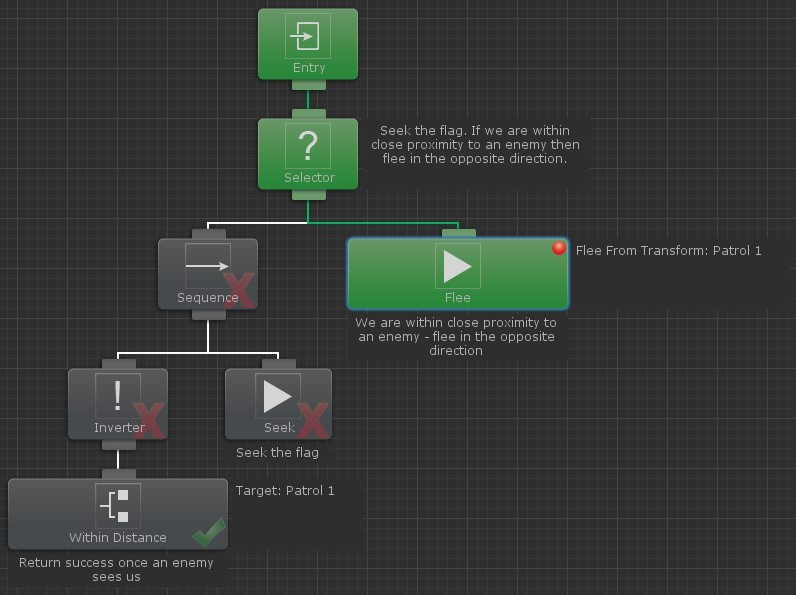 Entry
Seek the flag. If we are within
close proximity to an enemy then
flee in the opposite direction.
?
Selector
Sequence
Flee
Flee From Transform: Patrol 1
We are within close proximity to
an enemy - flee in the opposite
direction
!
Inverter
Seek
Seek the flag
Within Distance
Target: Patrol 1
Return success once an enemy
sees us